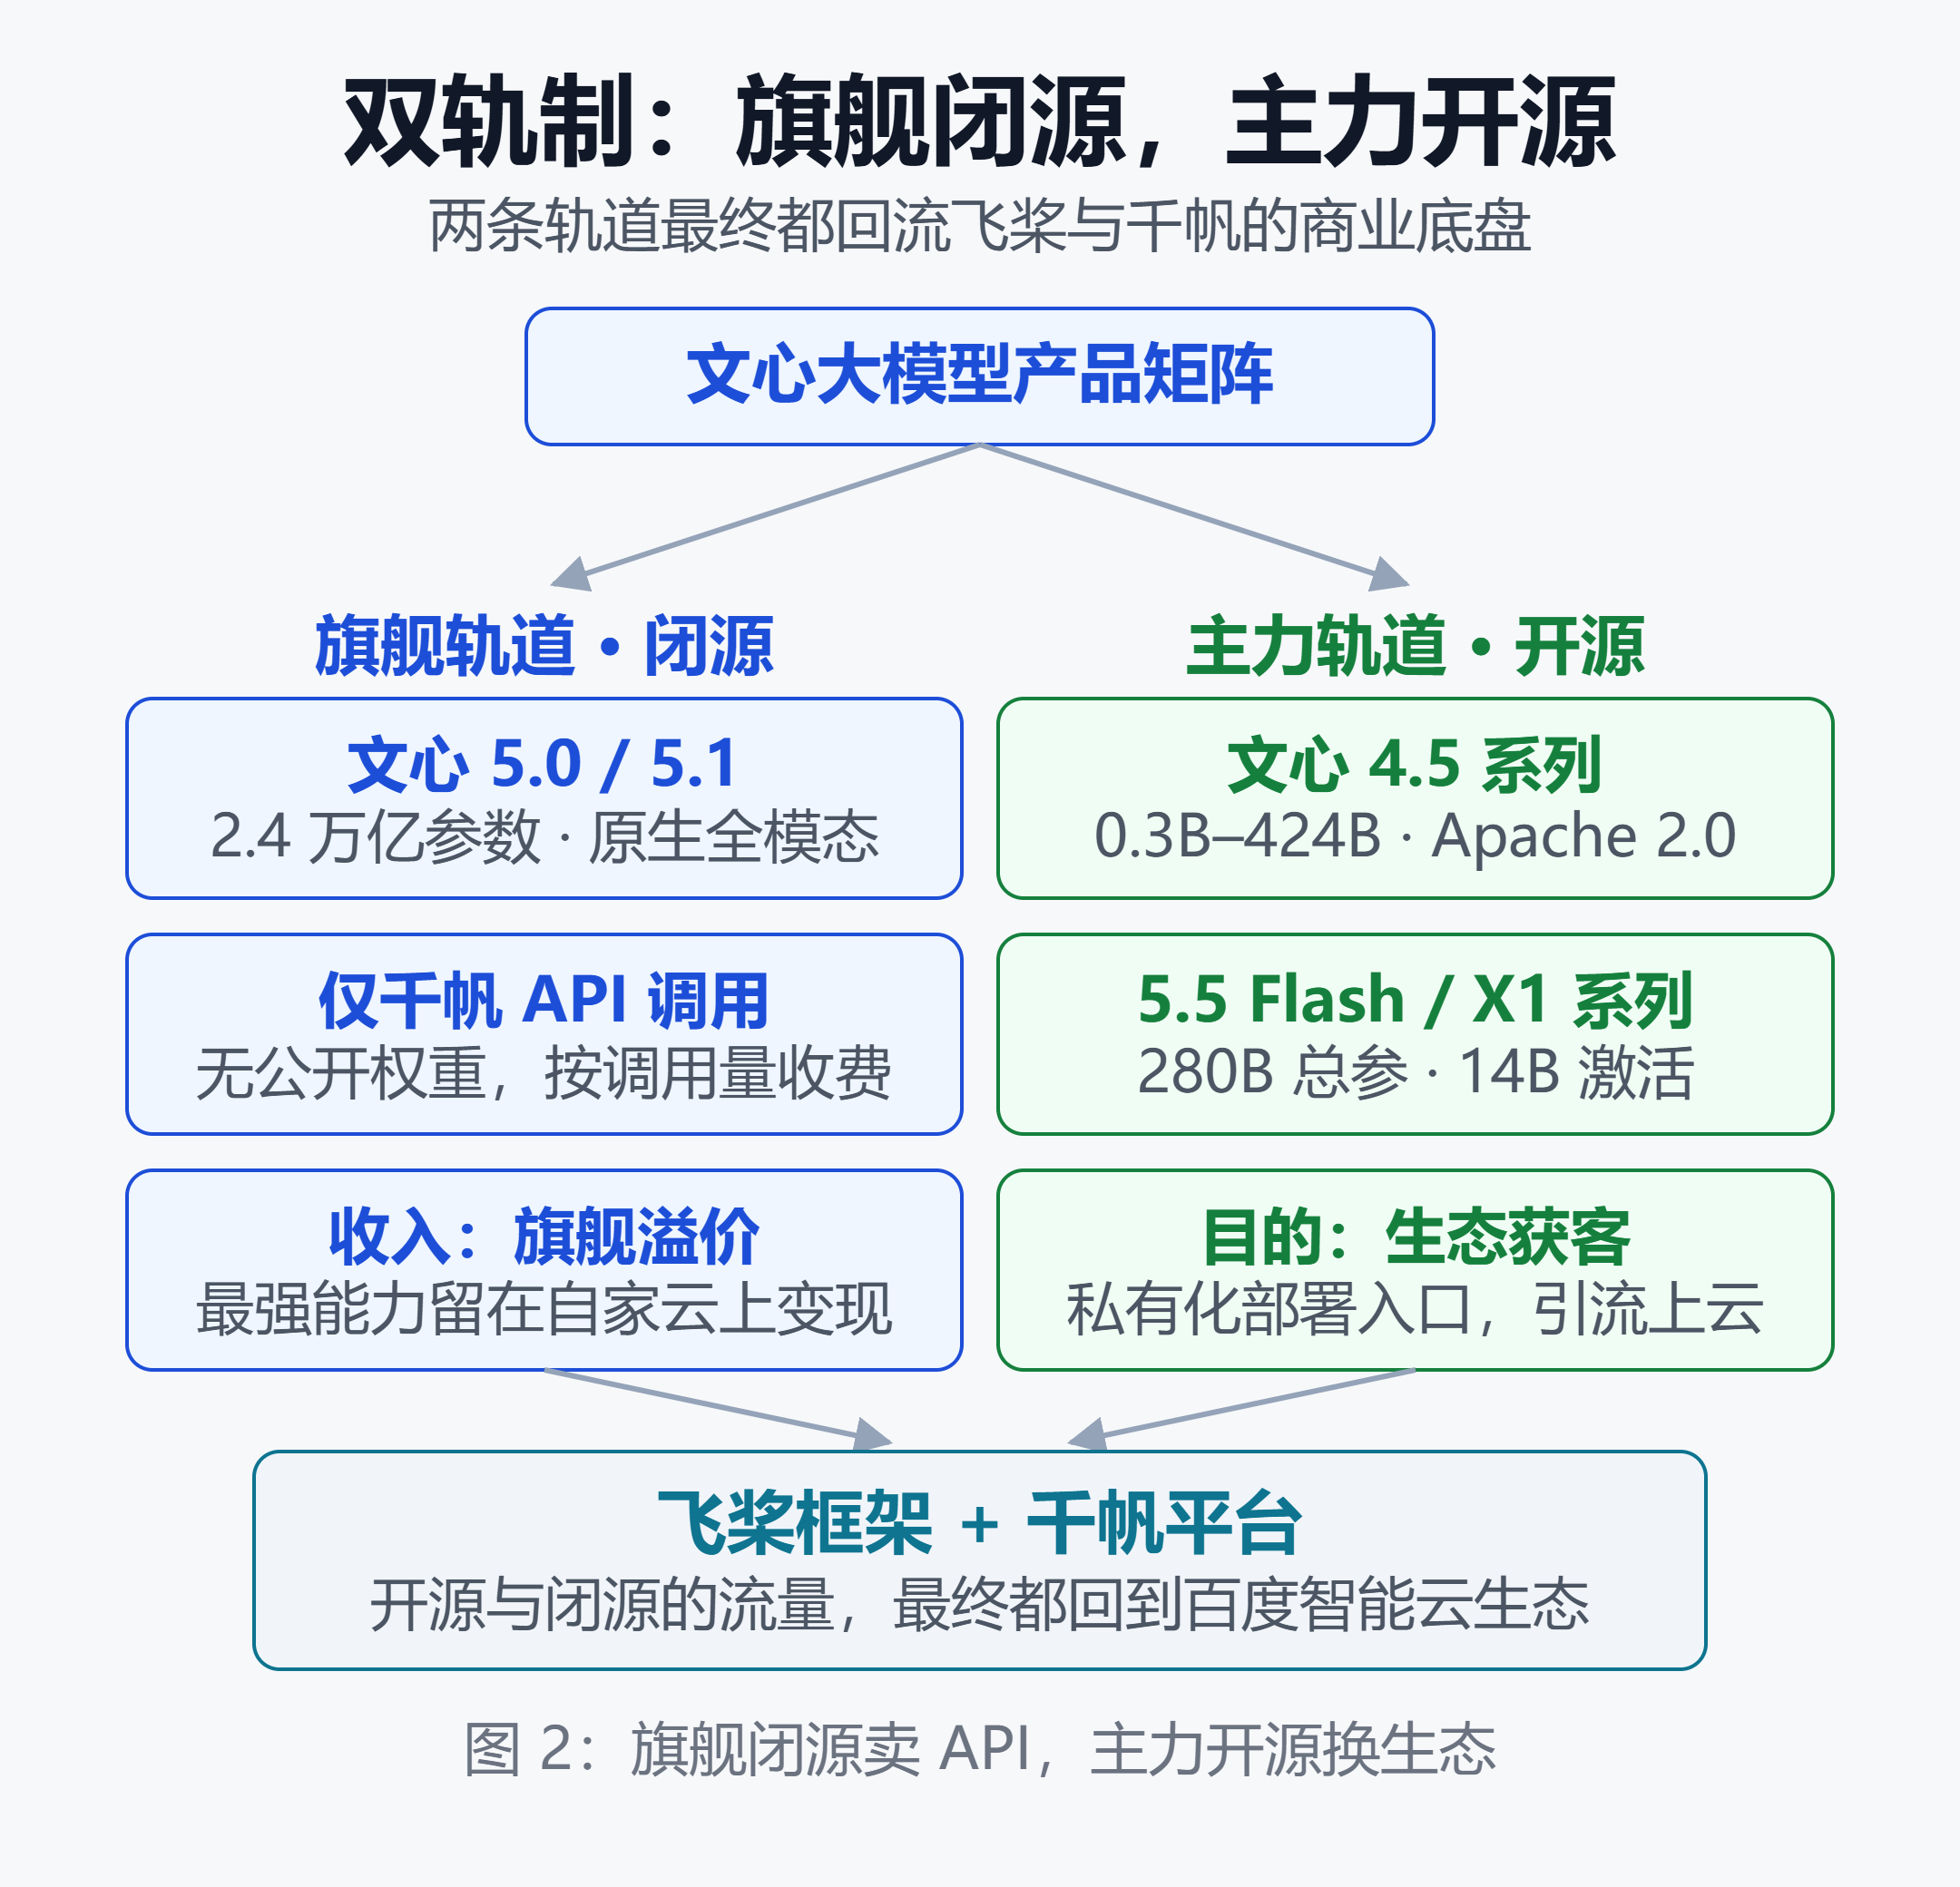 双轨制：旗舰闭源，主力开源
两条轨道最终都回流飞桨与千帆的商业底盘
文心大模型产品矩阵
旗舰轨道·闭源
文心 5.0 / 5.1
2.4 万亿参数 · 原生全模态
仅千帆 API 调用
无公开权重，按调用量收费
收入：旗舰溢价
最强能力留在自家云上变现
主力轨道·开源
文心 4.5 系列
0.3B–424B · Apache 2.0
5.5 Flash / X1 系列
280B 总参 · 14B 激活
目的：生态获客
私有化部署入口，引流上云
飞桨框架 + 千帆平台
开源与闭源的流量，最终都回到百度智能云生态
图 2：旗舰闭源卖 API，主力开源换生态